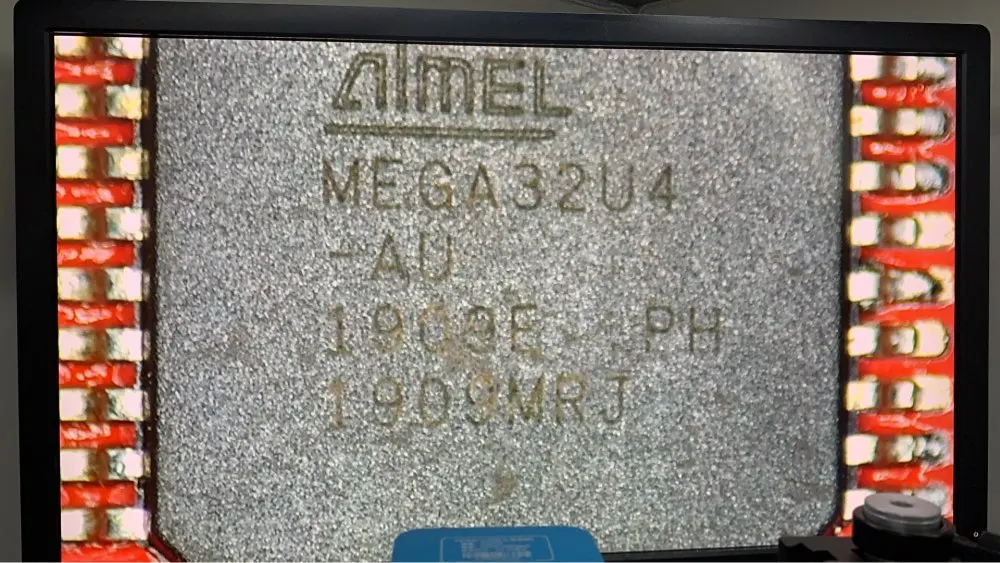 ATMEL
MEGA32U4
-AU
1909E PH
1909MRJ